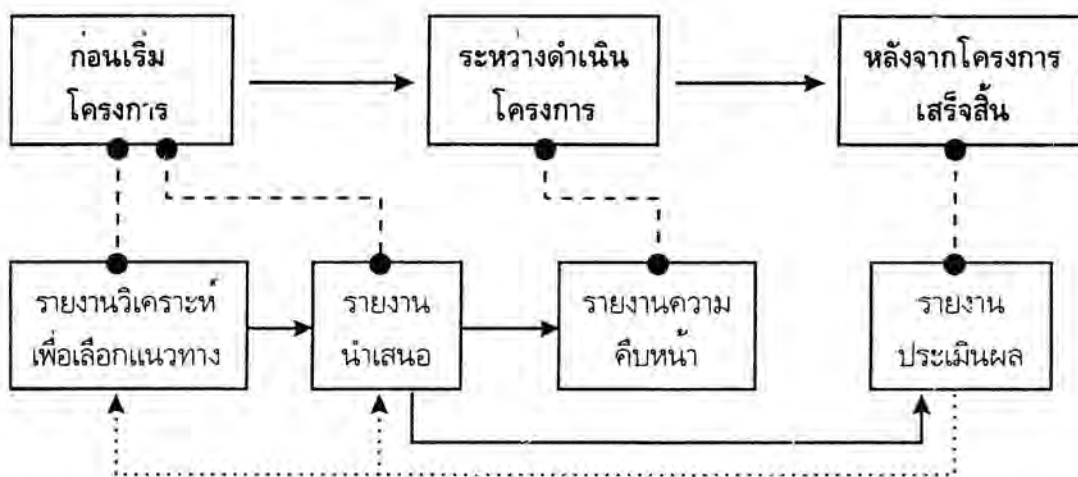 ก่อนเริ่ม
โครงการ
ระหว่างดำเนิน
โครงการ
หลังจากโครงการ
เสร็จสิ้น
รายงานวิเคราะห์
เพื่อเลือกแนวทาง
รายงาน
นำเสนอ
รายงานความ
คืบหน้า
รายงาน
ประเมินผล